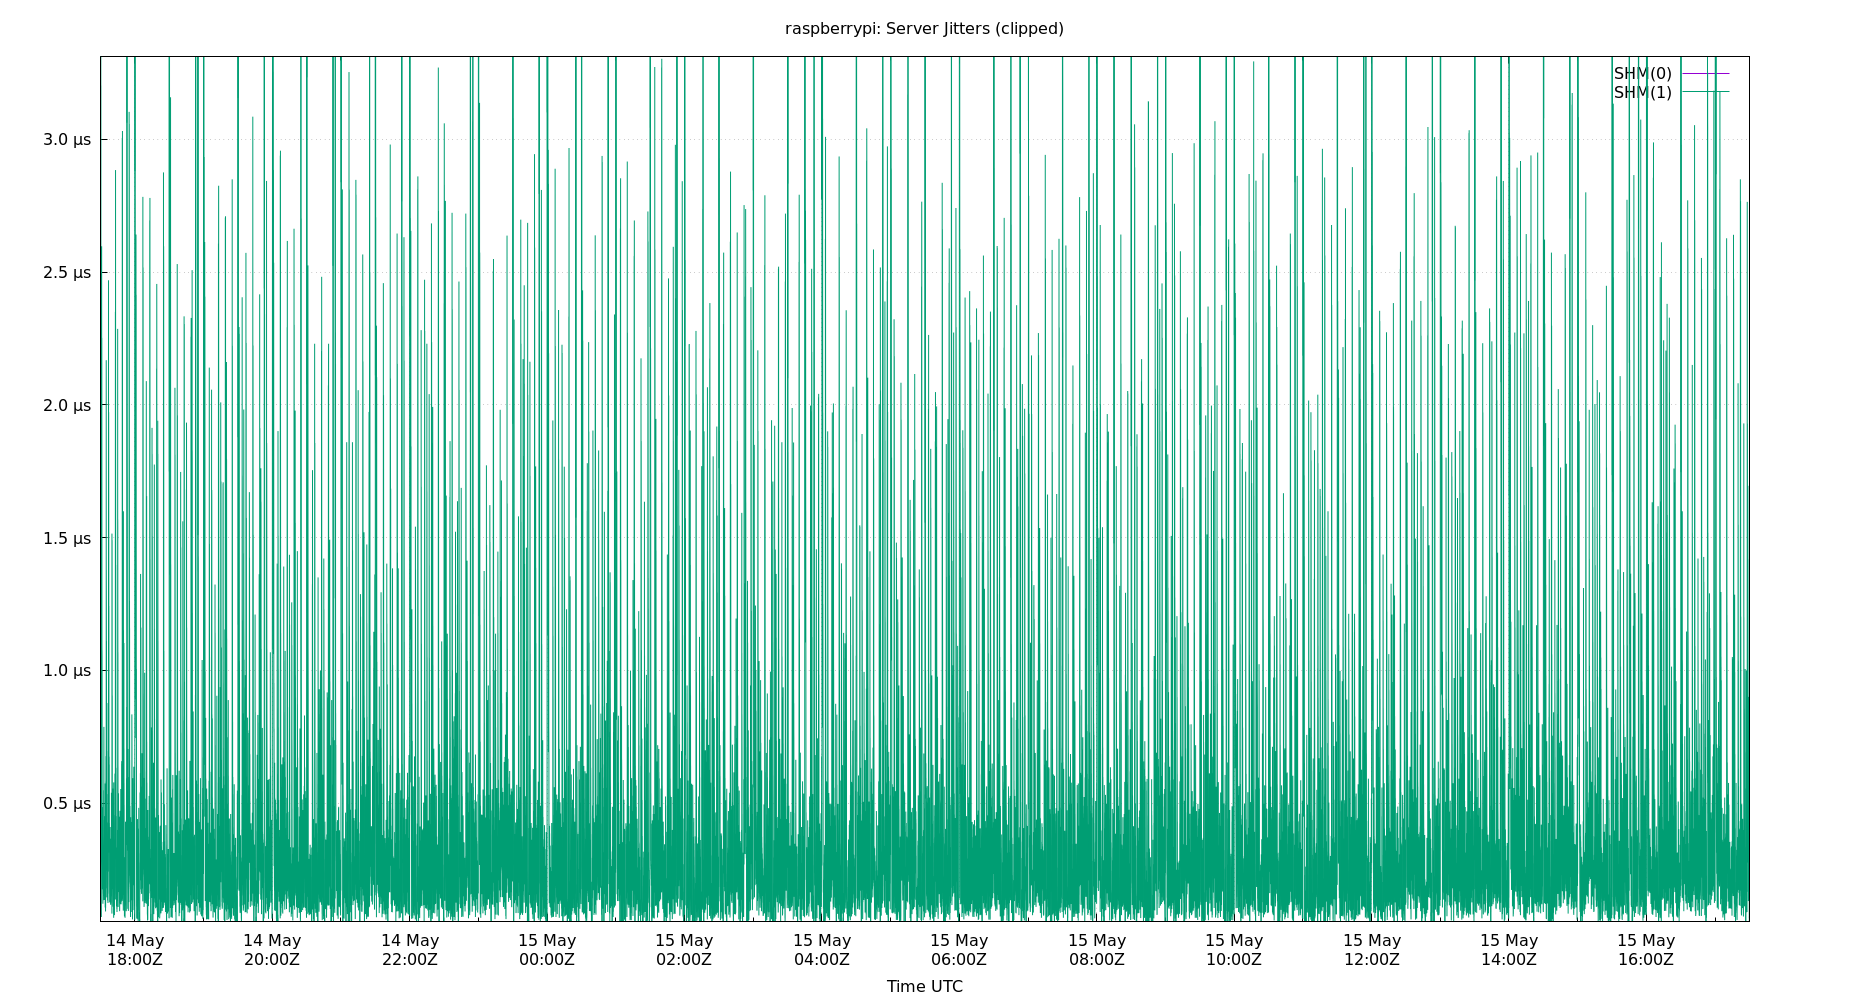 raspberrypi: Server Jitters (clipped)
SHM(0)
SHM(1)
3.0 µs
2.5 µs
2.0 µs
1.5 µs
1.0 µs
0.5 µs
14 May 14 May 14 May 15 May 15 May 15 May 15 May 15 May 15 May 15 May 15 May 15 May
18:00Z 20:00Z 22:00Z 00:00Z 02:00Z 04:00Z 06:00Z 08:00Z 10:00Z 12:00Z 14:00Z 16:00Z
Time UTC